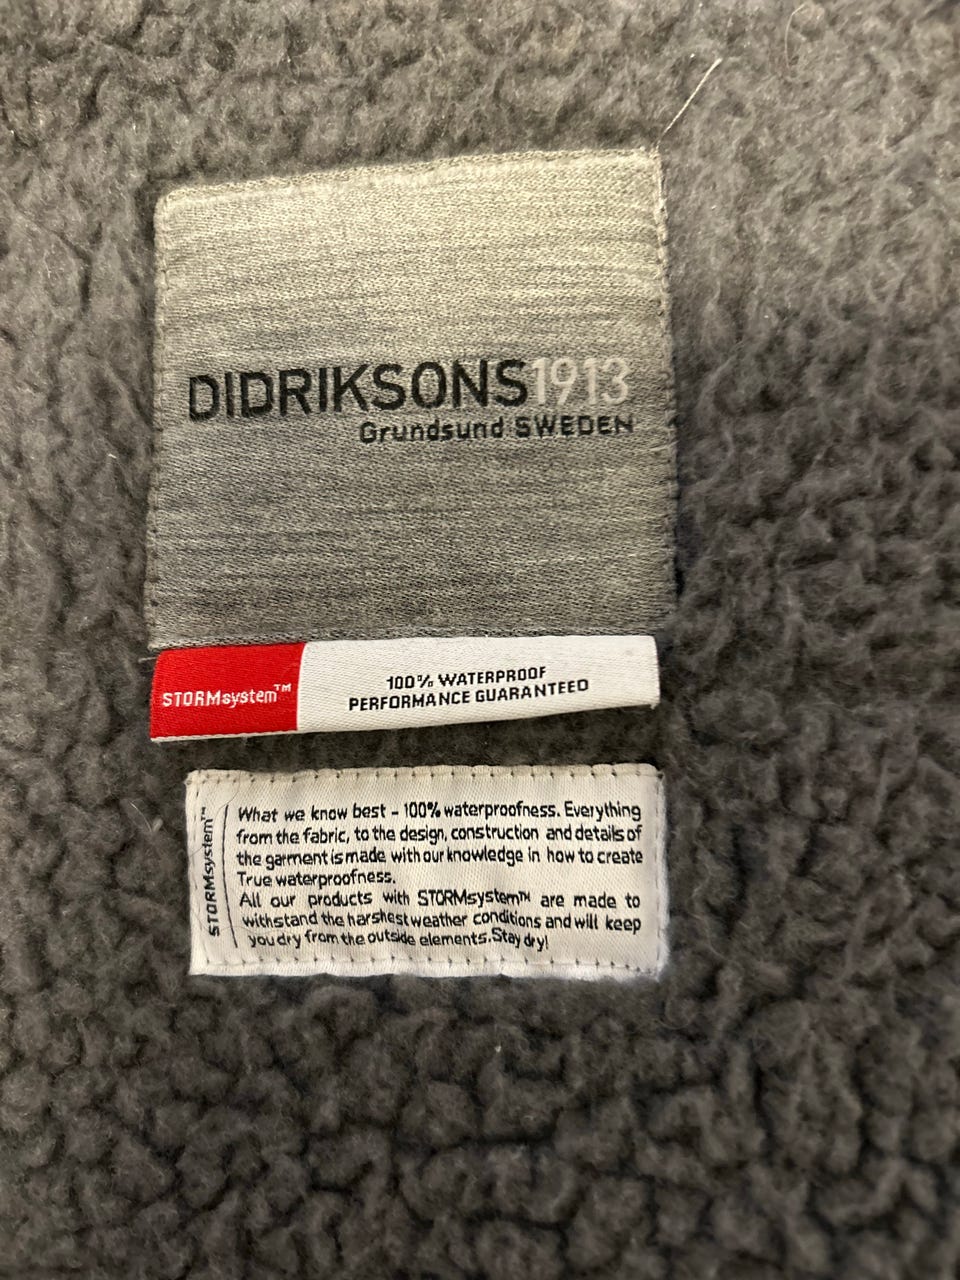 DIDRIKSONS1913
Grundsund SWEDEN
STORMsystem™
100% WATERPROOF
PERFORMANCE GUARANTEED
STORMsystem™
What we know best - 100% waterproofness. Everything
from the fabric, to the design, construction and details of
the garment is made with our knowledge in how to create
True waterproofness.
All our products with STORMsystem™ are made to
withstand the harshest weather conditions and will keep
you dry from the outside elements. Stay dry!